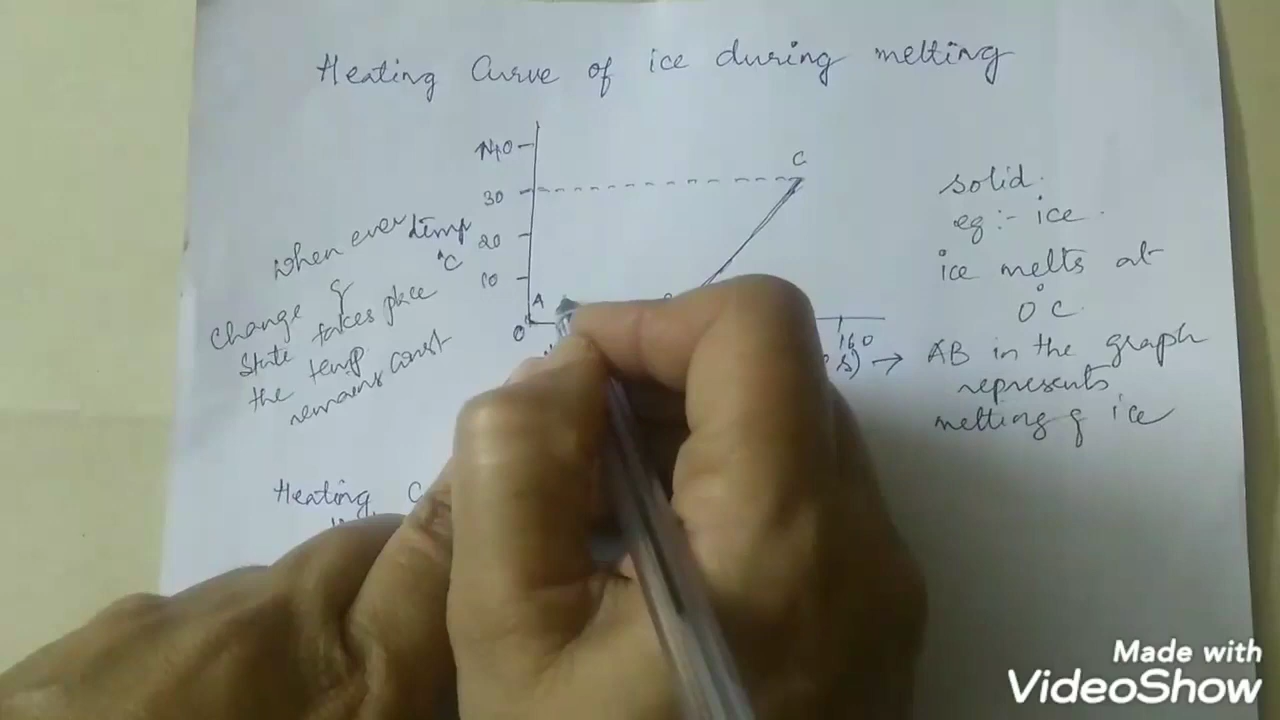 Heating Curve of ice during melting
40
30
20
10
0
temp
°C
A
C
160
s) →
when ever
change of
state takes place
the temp
remains const
solid.
eg :- ice.
ice melts at
0°C.
AB in the graph
represents
melting of ice
Heating C
Made with
VideoShow